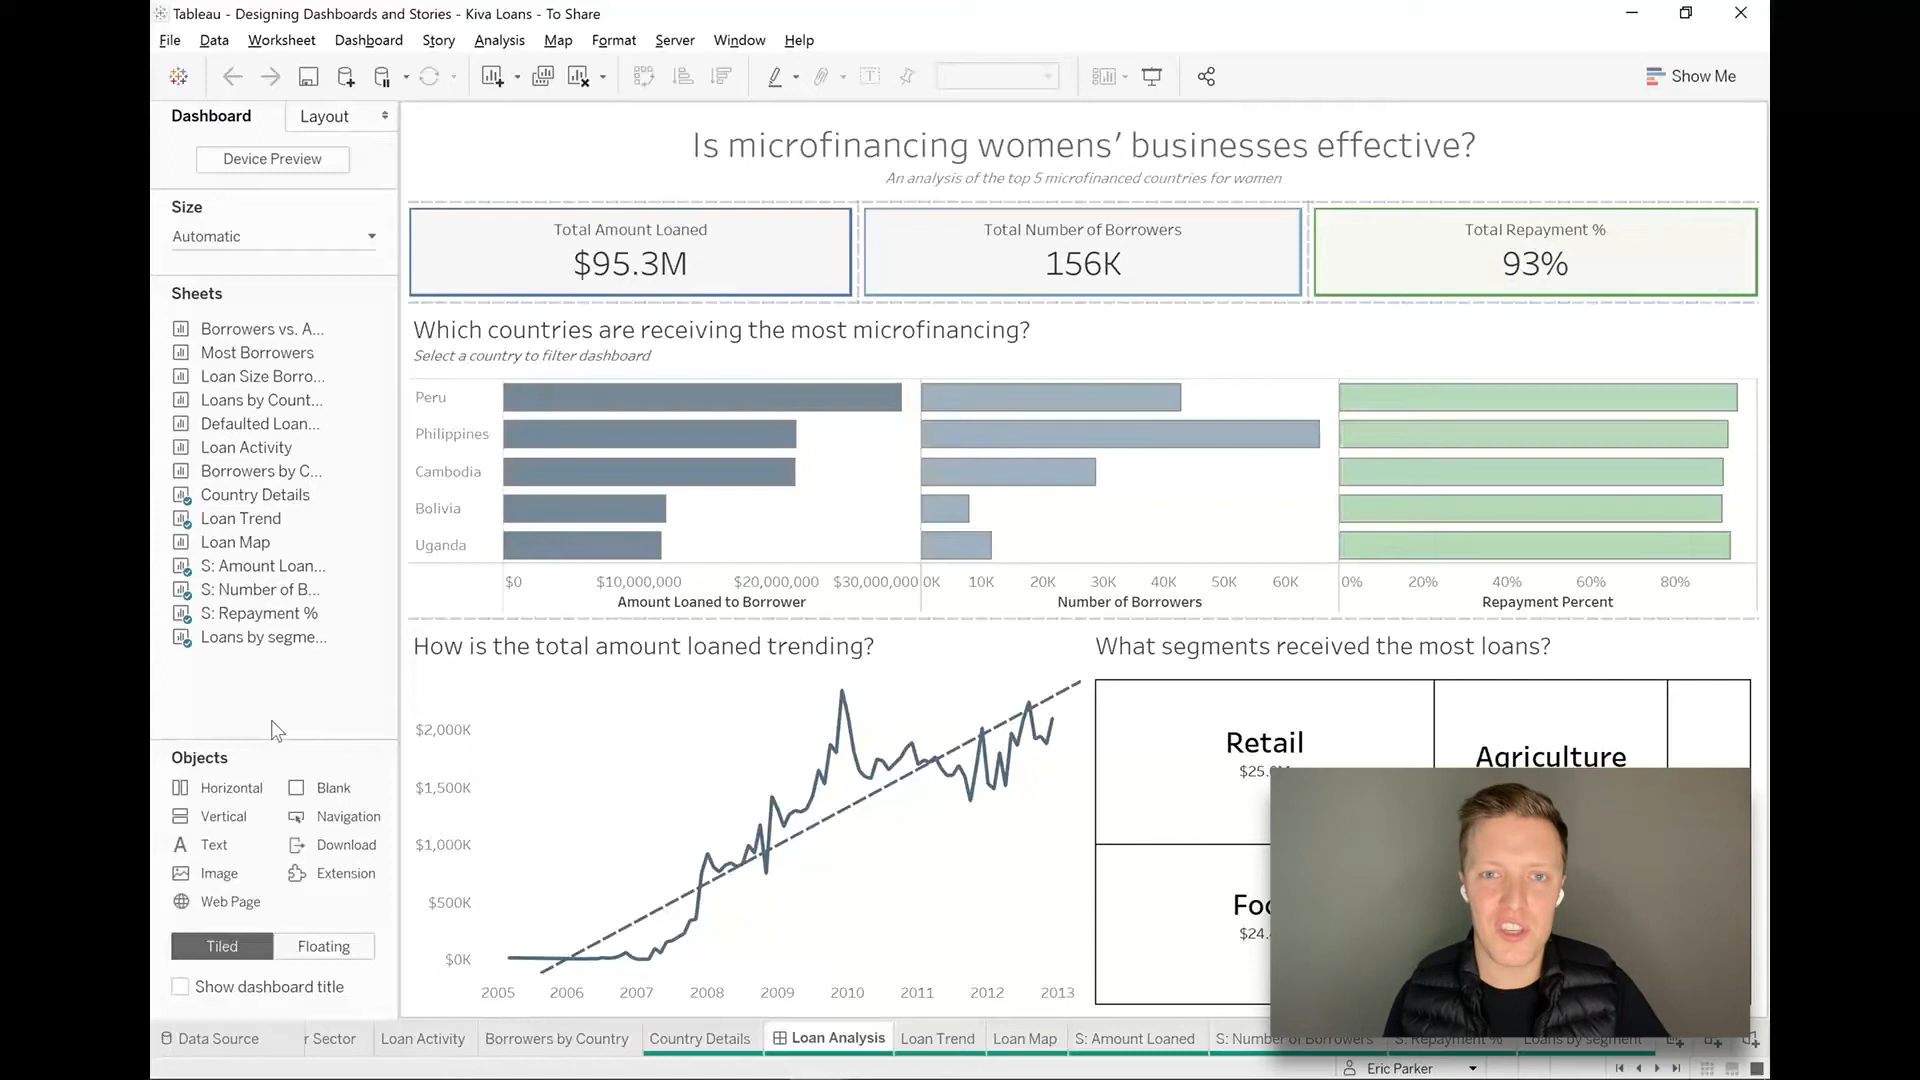 Tableau - Designing Dashboards and Stories - Kiva Loans - To Share
File Data Worksheet Dashboard Story Analysis Map Format Server Window Help
Show Me
Dashboard Layout
Device Preview
Size
Automatic
Sheets
Borrowers vs. A...
Most Borrowers
Loan Size Borro...
Loans by Count...
Defaulted Loan...
Loan Activity
Borrowers by C...
Country Details
Loan Trend
Loan Map
S: Amount Loan...
S: Number of B...
S: Repayment %
Loans by segme...
Objects
Horizontal Blank
Vertical Navigation
Text Download
Image Extension
Web Page
Tiled Floating
Show dashboard title
Is microfinancing womens’ businesses effective?
An analysis of the top 5 microfinanced countries for women
Total Amount Loaned
$95.3M
Total Number of Borrowers
156K
Total Repayment %
93%
Which countries are receiving the most microfinancing?
Select a country to filter dashboard
Peru
Philippines
Cambodia
Bolivia
Uganda
$0 $10,000,000 $20,000,000 $30,000,000 0K 10K 20K 30K 40K 50K 60K 0% 20% 40% 60% 80%
Amount Loaned to Borrower Number of Borrowers Repayment Percent
How is the total amount loaned trending?
$2,000K
$1,500K
$1,000K
$500K
$0K
2005 2006 2007 2008 2009 2010 2011 2012 2013
What segments received the most loans?
Retail
Agriculture
Data Source r Sector Loan Activity Borrowers by Country Country Details Loan Analysis Loan Trend Loan Map S: Amount Loaned S: Number of Borrowers S: Repayment % Loans by segment
Eric Parker